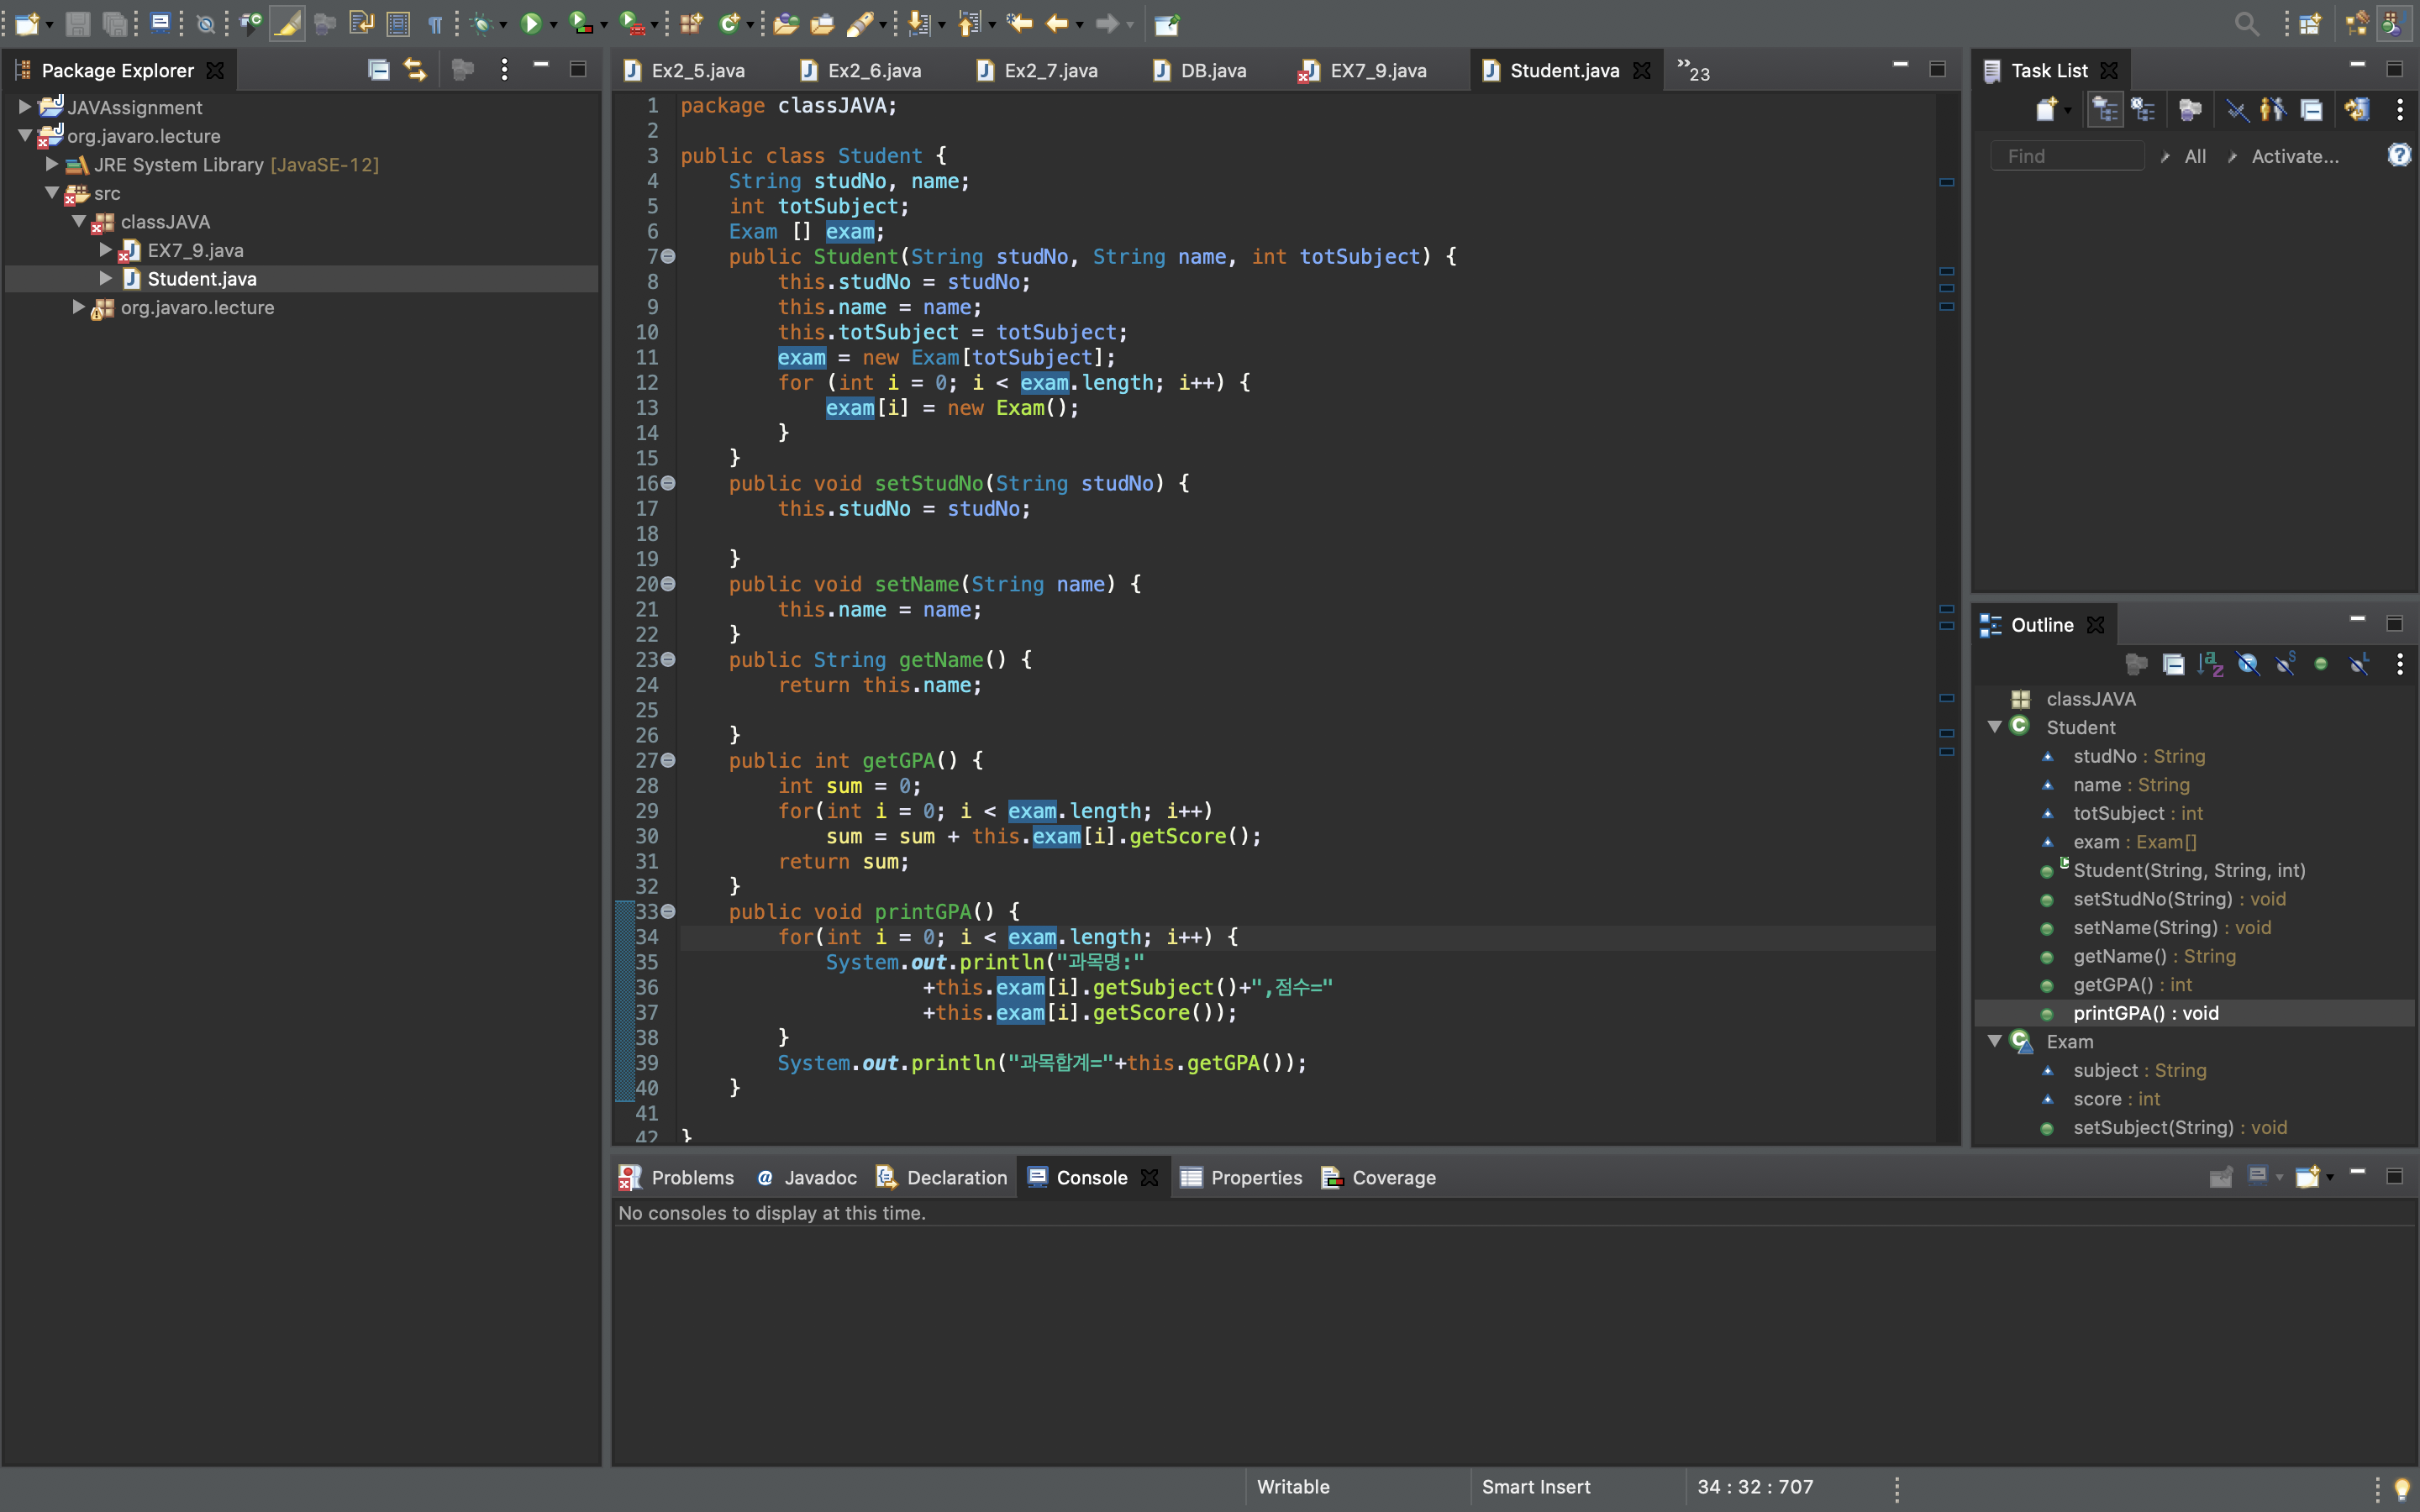 Package Explorer
JAVAssignment
org.javaro.lecture
JRE System Library [JavaSE-12]
src
classJAVA
EX7_9.java
Student.java
org.javaro.lecture
Ex2_5.java
Ex2_6.java
Ex2_7.java
DB.java
EX7_9.java
Student.java
»23
1 package classJAVA;
2
3 public class Student {
4 String studNo, name;
5 int totSubject;
6 Exam [] exam;
7 public Student(String studNo, String name, int totSubject) {
8 this.studNo = studNo;
9 this.name = name;
10 this.totSubject = totSubject;
11 exam = new Exam[totSubject];
12 for (int i = 0; i < exam.length; i++) {
13 exam[i] = new Exam();
14 }
15 }
16 public void setStudNo(String studNo) {
17 this.studNo = studNo;
18
19 }
20 public void setName(String name) {
21 this.name = name;
22 }
23 public String getName() {
24 return this.name;
25
26 }
27 public int getGPA() {
28 int sum = 0;
29 for(int i = 0; i < exam.length; i++)
30 sum = sum + this.exam[i].getScore();
31 return sum;
32 }
33 public void printGPA() {
34 for(int i = 0; i < exam.length; i++) {
35 System.out.println("과목명:"
36 +this.exam[i].getSubject()+",점수="
37 +this.exam[i].getScore());
38 }
39 System.out.println("과목합계="+this.getGPA());
40 }
41
42 }
Task List
Find
All
Activate...
Outline
classJAVA
Student
studNo : String
name : String
totSubject : int
exam : Exam[]
Student(String, String, int)
setStudNo(String) : void
setName(String) : void
getName() : String
getGPA() : int
printGPA() : void
Exam
subject : String
score : int
setSubject(String) : void
Problems
Javadoc
Declaration
Console
Properties
Coverage
No consoles to display at this time.
Writable
Smart Insert
34 : 32 : 707